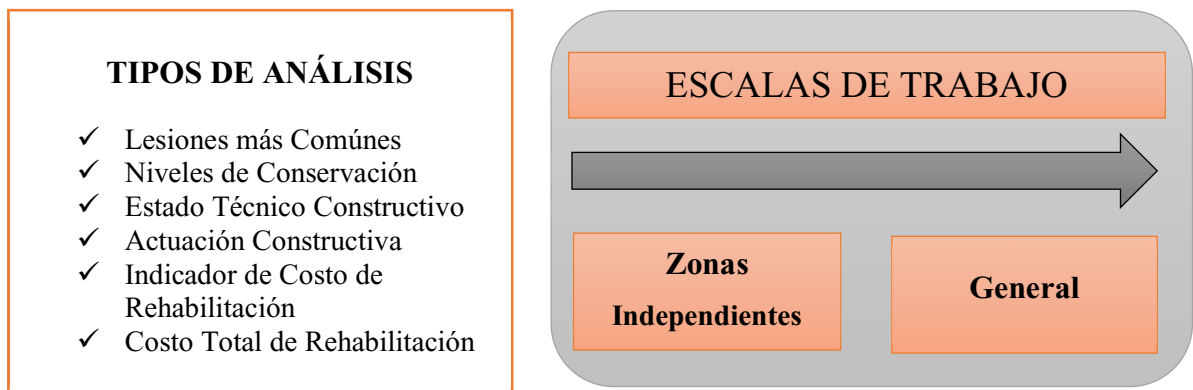 TIPOS DE ANÁLISIS
✓ Lesiones más Comúnes
✓ Niveles de Conservación
✓ Estado Técnico Constructivo
✓ Actuación Constructiva
✓ Indicador de Costo de
Rehabilitación
✓ Costo Total de Rehabilitación
ESCALAS DE TRABAJO
Zonas
Independientes
General